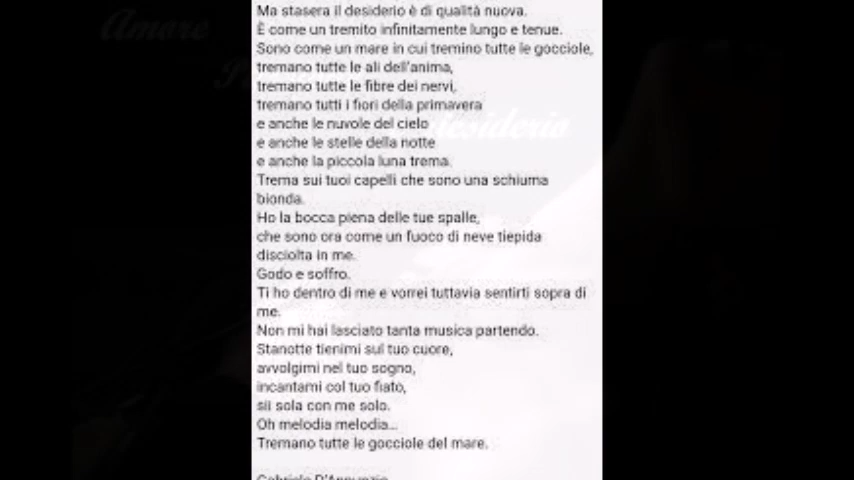 Amore
Ma stasera il desiderio è di qualità nuova.
È come un tremito infinitamente lungo e tenue.
Sono come un mare in cui tremino tutte le gocciole,
tremano tutte le ali dell'anima,
tremano tutte le fibre dei nervi,
tremano tutti i fiori della primavera
e anche le nuvole del cielo
desiderio
e anche le stelle della notte
e anche la piccola luna trema.
Trema sui tuoi capelli che sono una schiuma
bionda.
Ho la bocca piena delle tue spalle,
che sono ora come un fuoco di neve tiepida
disciolta in me.
Godo e soffro.
Ti ho dentro di me e vorrei tuttavia sentirti sopra di
me.
Non mi hai lasciato tanta musica partendo.
Stanotte tienimi sul tuo cuore,
avvolgimi nel tuo sogno,
incantami col tuo fiato,
sii sola con me solo.
Oh melodia melodia...
Tremano tutte le gocciole del mare.
Gabriele D'Annunzio